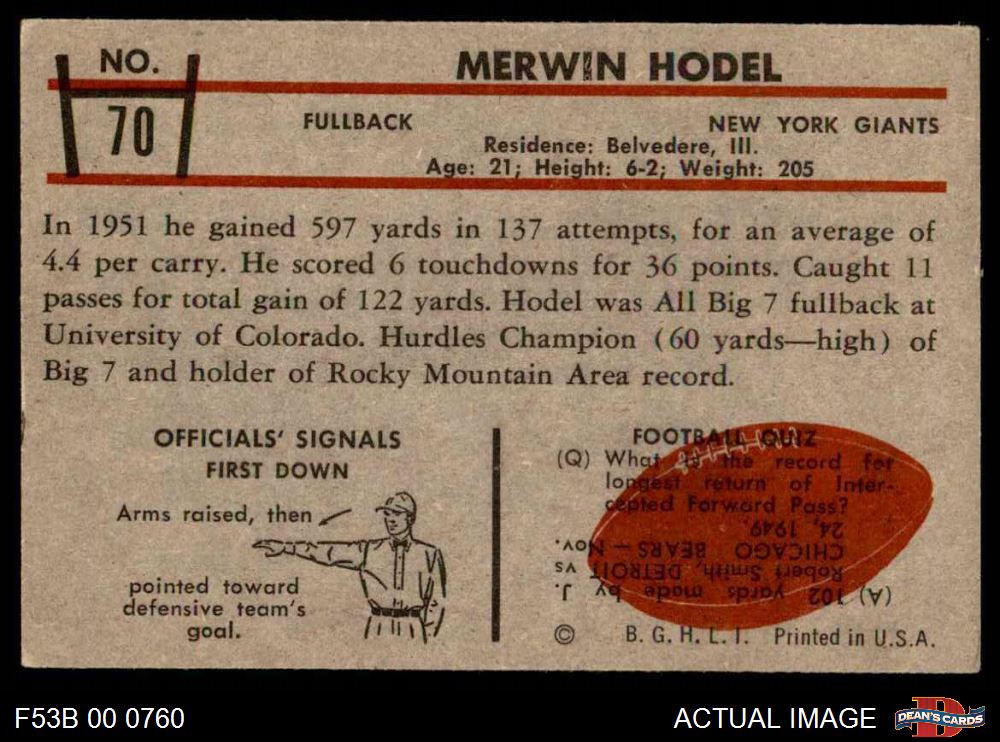 NO.
70
MERWIN HODEL
FULLBACK
NEW YORK GIANTS
Residence: Belvedere, Ill.
Age: 21; Height: 6-2; Weight: 205
In 1951 he gained 597 yards in 137 attempts, for an average of
4.4 per carry. He scored 6 touchdowns for 36 points. Caught 11
passes for total gain of 122 yards. Hodel was All Big 7 fullback at
University of Colorado. Hurdles Champion (60 yards—high) of
Big 7 and holder of Rocky Mountain Area record.
OFFICIALS' SIGNALS
FIRST DOWN
Arms raised, then
pointed toward
defensive team's
goal.
FOOTBALL QUIZ
(Q) What is the record for
longest return of Inter-
cepted Forward Pass?
(A) 102 yards made by J.
Robert Smith, DETROIT vs
CHICAGO BEARS — Nov.
24, 1949.
© B. G. H. L. I. Printed in U.S.A.
F53B 00 0760
ACTUAL IMAGE
D
DEAN'S CARDS